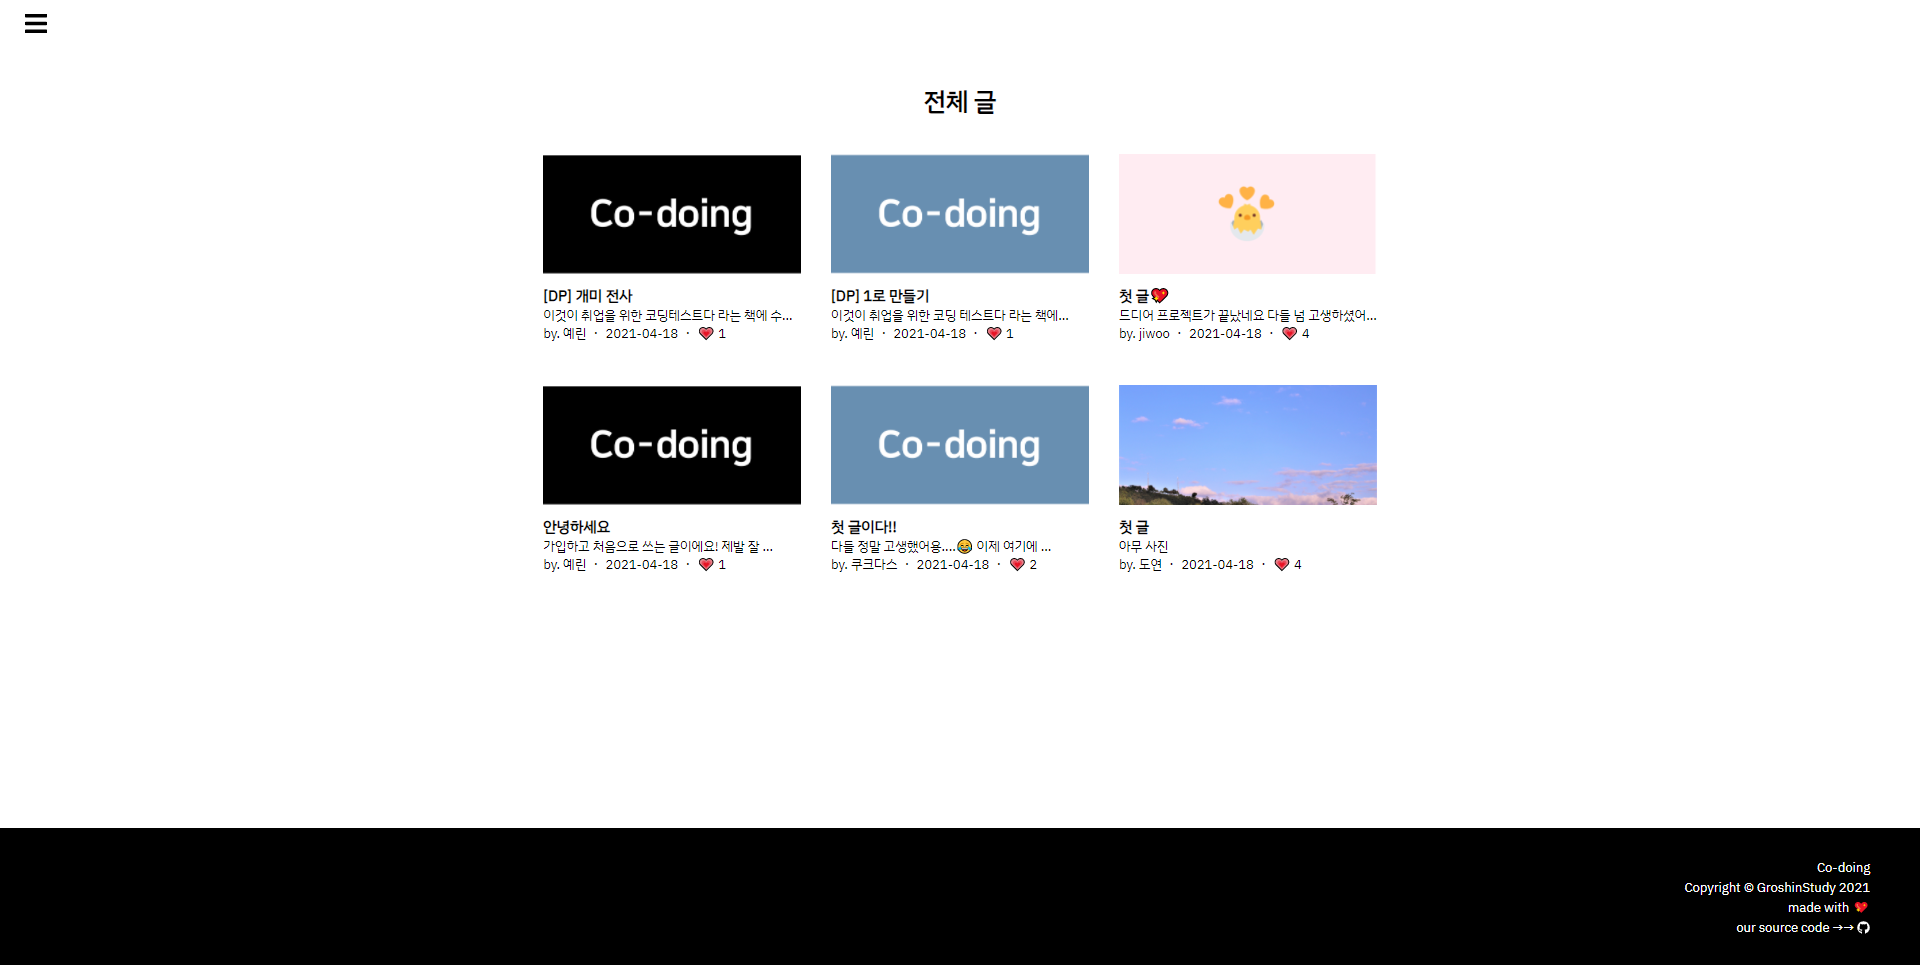 전체 글
Co-doing
Co-doing
[DP] 개미 전사
이것이 취업을 위한 코딩테스트다 라는 책에 수...
by. 예린 · 2021-04-18 · 💗 1
[DP] 1로 만들기
이것이 취업을 위한 코딩 테스트다 라는 책에...
by. 예린 · 2021-04-18 · 💗 1
첫 글💖
드디어 프로젝트가 끝났네요 다들 넘 고생하셨어...
by. jiwoo · 2021-04-18 · 💗 4
Co-doing
Co-doing
안녕하세요
가입하고 처음으로 쓰는 글이에요! 제발 잘 ...
by. 예린 · 2021-04-18 · 💗 1
첫 글이다!!
다들 정말 고생했어용....😂 이제 여기에 ...
by. 쿠크다스 · 2021-04-18 · 💗 2
첫 글
아무 사진
by. 도연 · 2021-04-18 · 💗 4
Co-doing
Copyright © GroshinStudy 2021
made with 💖
our source code →→